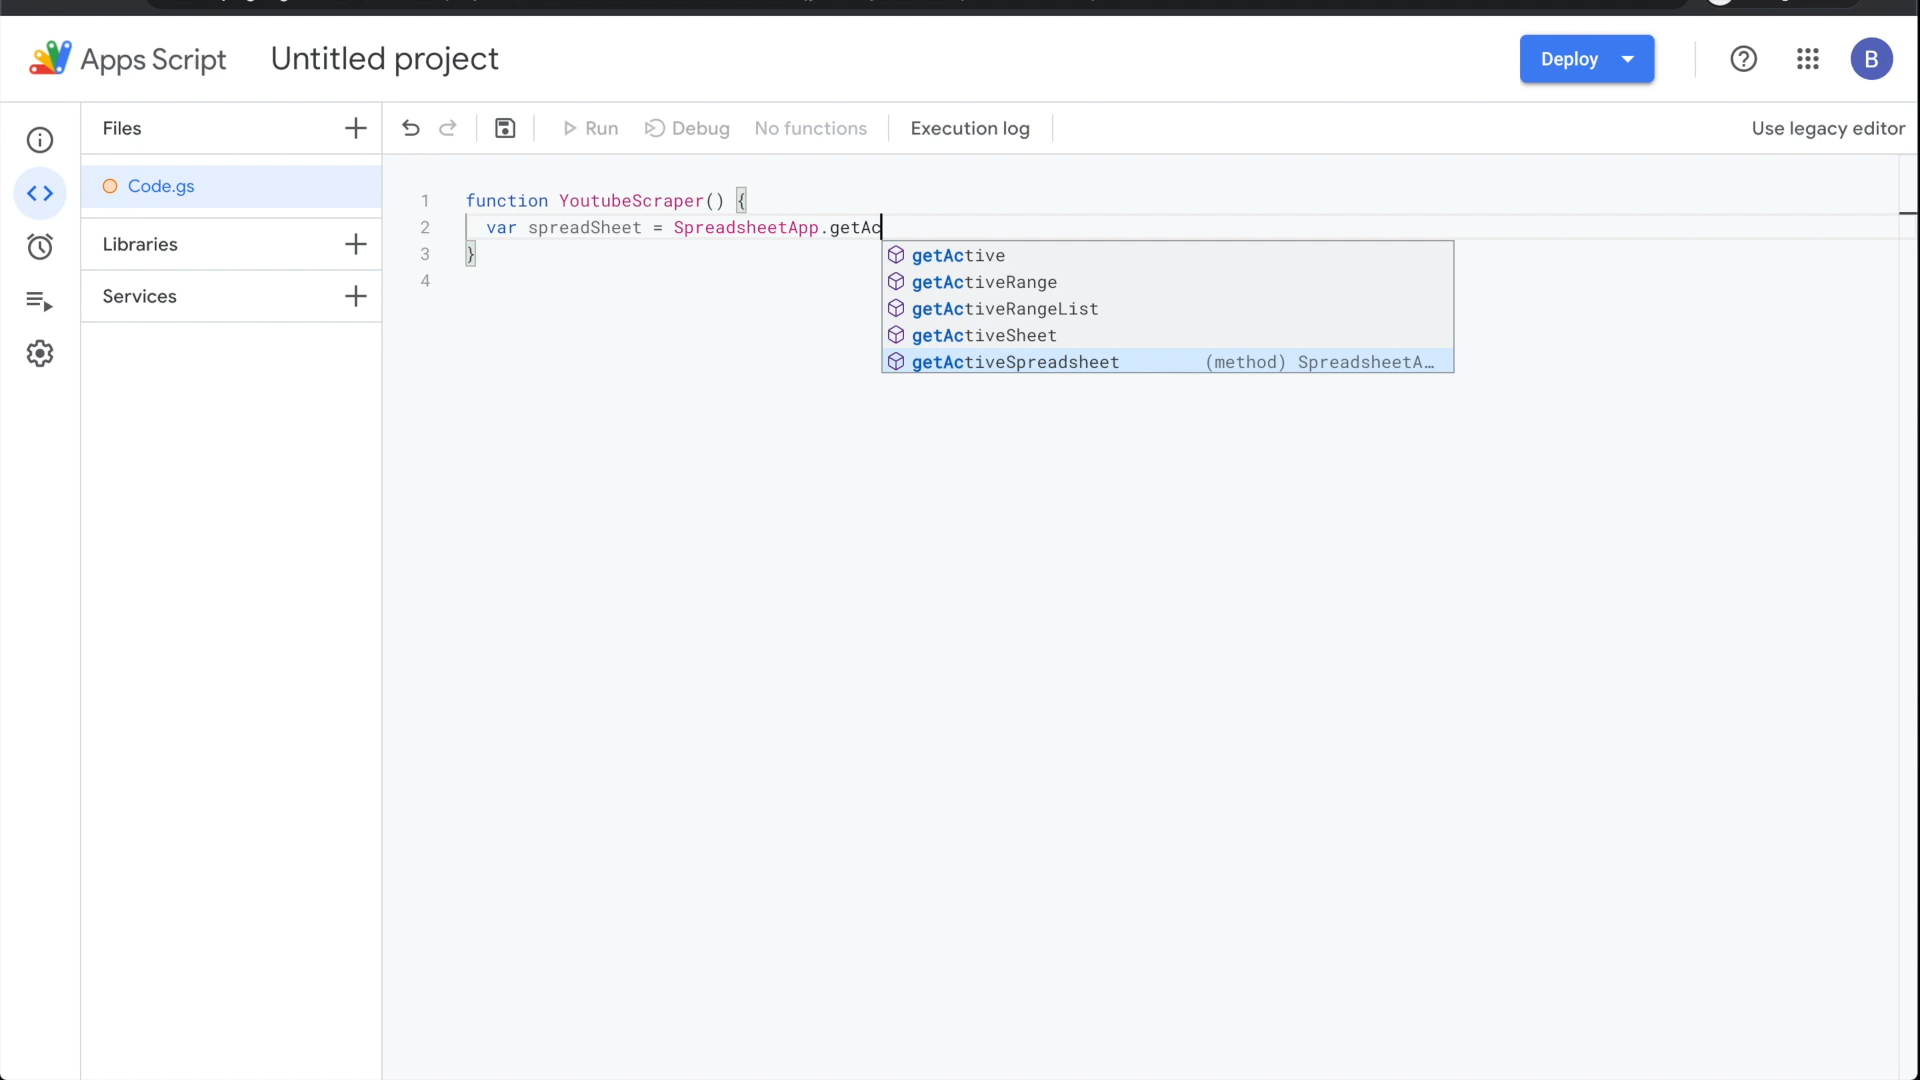 Apps Script Untitled project Deploy B
Files Run Debug No functions Execution log Use legacy editor
Code.gs
Libraries
Services
1 function YoutubeScraper() {
2 var spreadSheet = SpreadsheetApp.getAc
3 }
4
getActive
getActiveRange
getActiveRangeList
getActiveSheet
getActiveSpreadsheet (method) SpreadsheetA…